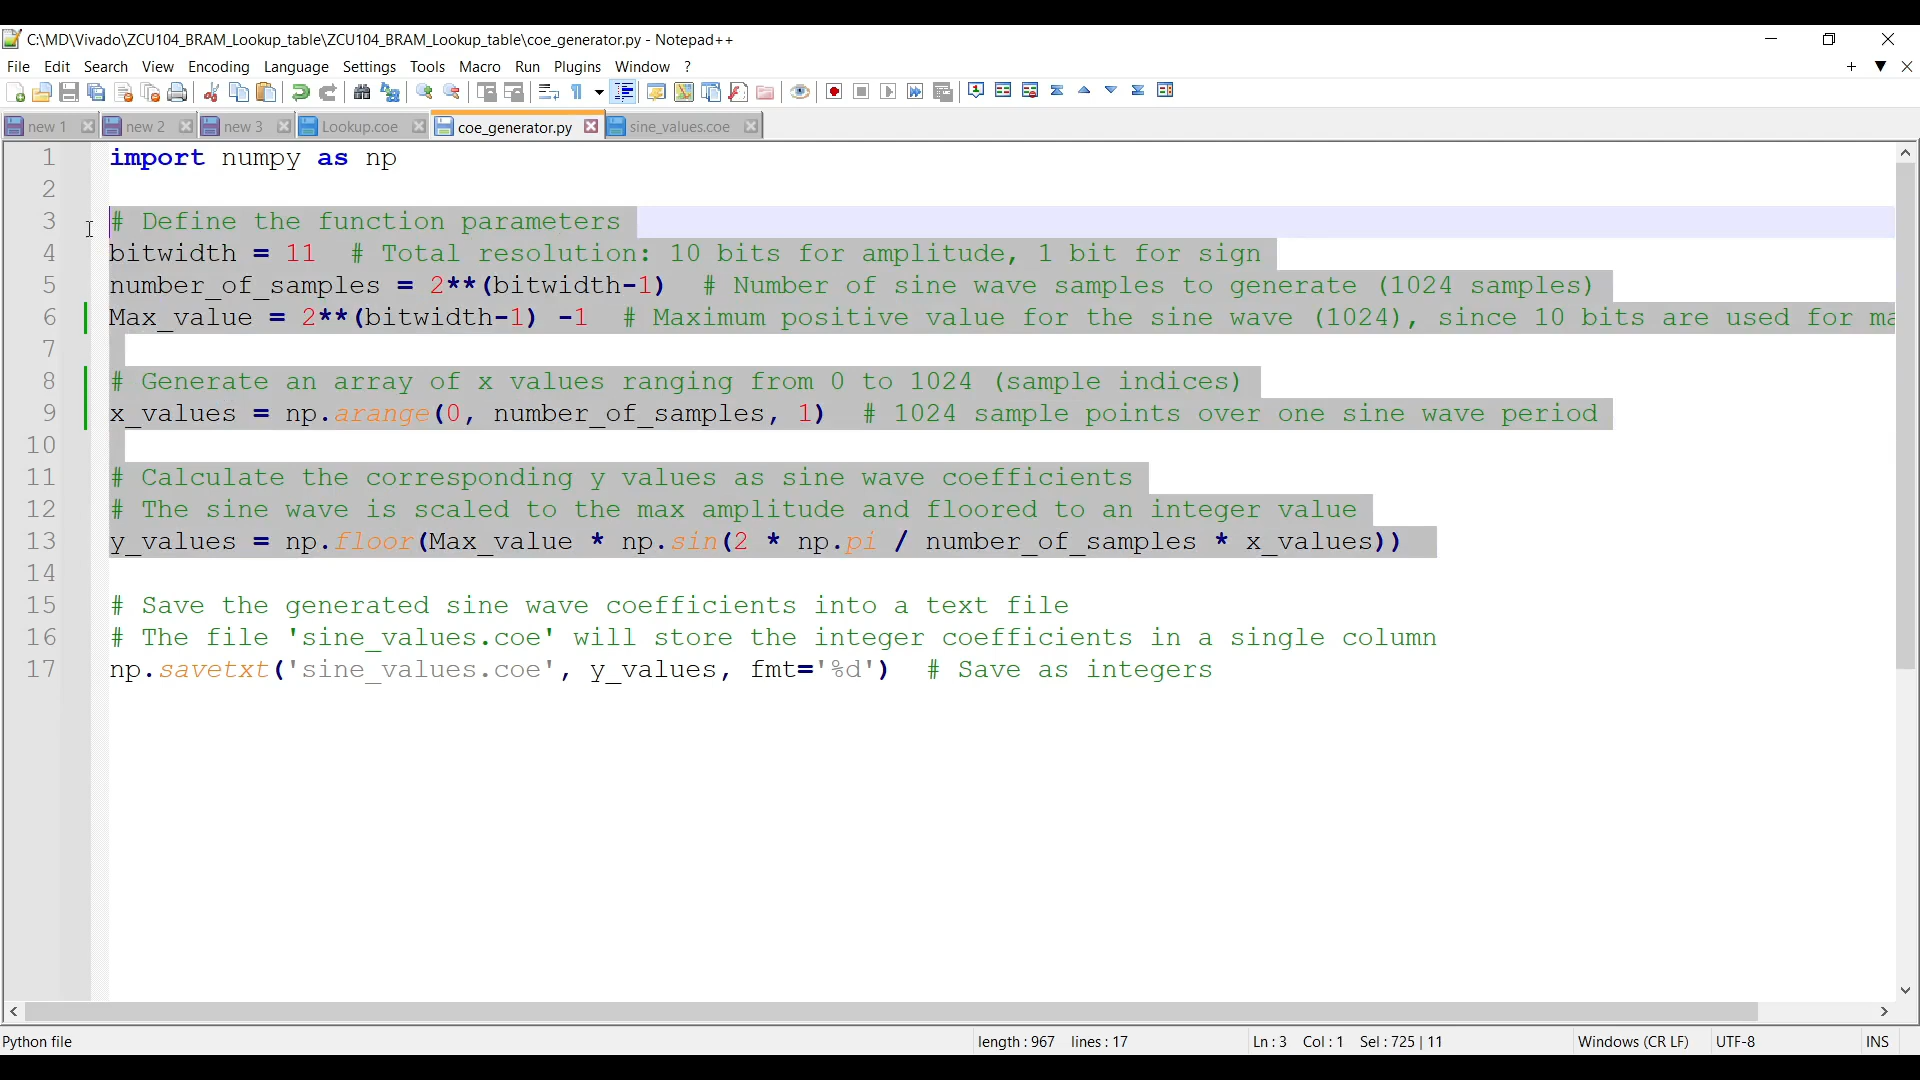 C:\MD\Vivado\ZCU104_BRAM_Lookup_table\ZCU104_BRAM_Lookup_table\coe_generator.py - Notepad++
File Edit Search View Encoding Language Settings Tools Macro Run Plugins Window ?
new 1 new 2 new 3 Lookup.coe coe_generator.py sine_values.coe
1 import numpy as np
2
3 # Define the function parameters
4 bitwidth = 11 # Total resolution: 10 bits for amplitude, 1 bit for sign
5 number_of_samples = 2**(bitwidth-1) # Number of sine wave samples to generate (1024 samples)
6 Max_value = 2**(bitwidth-1) -1 # Maximum positive value for the sine wave (1024), since 10 bits are used for ma
7
8 # Generate an array of x values ranging from 0 to 1024 (sample indices)
9 x_values = np.arange(0, number_of_samples, 1) # 1024 sample points over one sine wave period
10
11 # Calculate the corresponding y values as sine wave coefficients
12 # The sine wave is scaled to the max amplitude and floored to an integer value
13 y_values = np.floor(Max_value * np.sin(2 * np.pi / number_of_samples * x_values))
14
15 # Save the generated sine wave coefficients into a text file
16 # The file 'sine_values.coe' will store the integer coefficients in a single column
17 np.savetxt('sine_values.coe', y_values, fmt='%d') # Save as integers
Python file length : 967 lines : 17 Ln : 3 Col : 1 Sel : 725 | 11 Windows (CR LF) UTF-8 INS